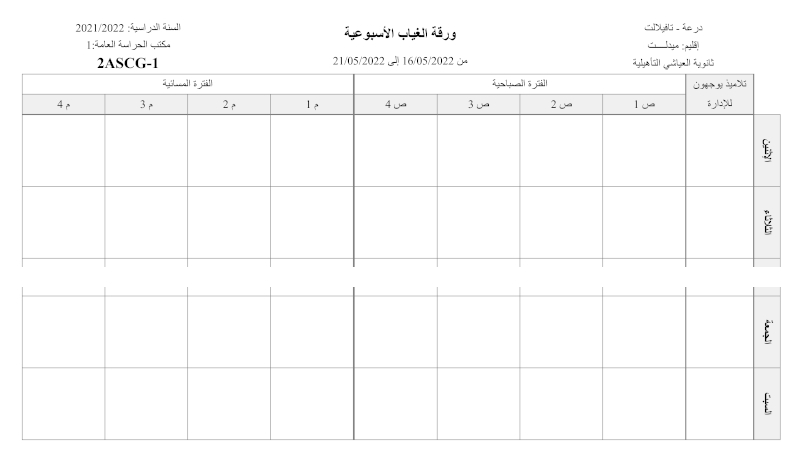 درعة - تافيلالت
إقليم: ميدلـــت
ثانوية العياشي التأهيلية
ورقة الغياب الأسبوعية
من 16/05/2022 إلى 21/05/2022
السنة الدراسية: 2021/2022
مكتب الحراسة العامة:1
2ASCG-1
تلاميذ يوجهون للإدارة
الفترة الصباحية
الفترة المسائية
ص 1
ص 2
ص 3
ص 4
م 1
م 2
م 3
م 4
الإثنين
الثلاثاء
الجمعة
السبت